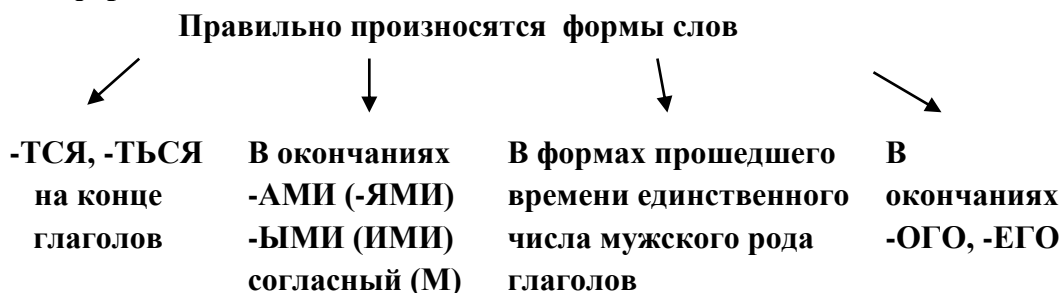 Правильно произносятся формы слов
-ТСЯ, -ТЬСЯ
на конце
глаголов
В окончаниях
-АМИ (-ЯМИ)
-ЫМИ (ИМИ)
согласный (М)
В формах прошедшего
времени единственного
числа мужского рода
глаголов
В
окончаниях
-ОГО, -ЕГО